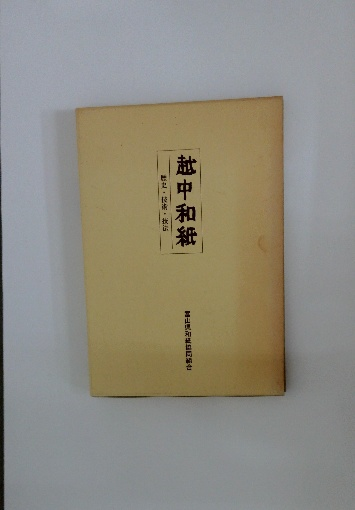 越中和紙
歴史・技術・技法
富山県和紙協同組合